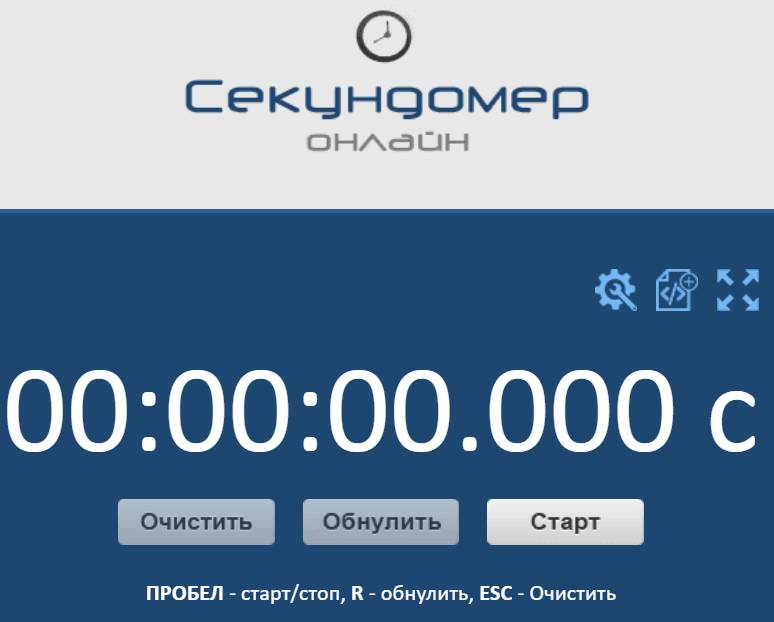 Секундомер
онлайн
00:00:00.000 с
Очистить Обнулить Старт
ПРОБЕЛ - старт/стоп, R - обнулить, ESC - Очистить